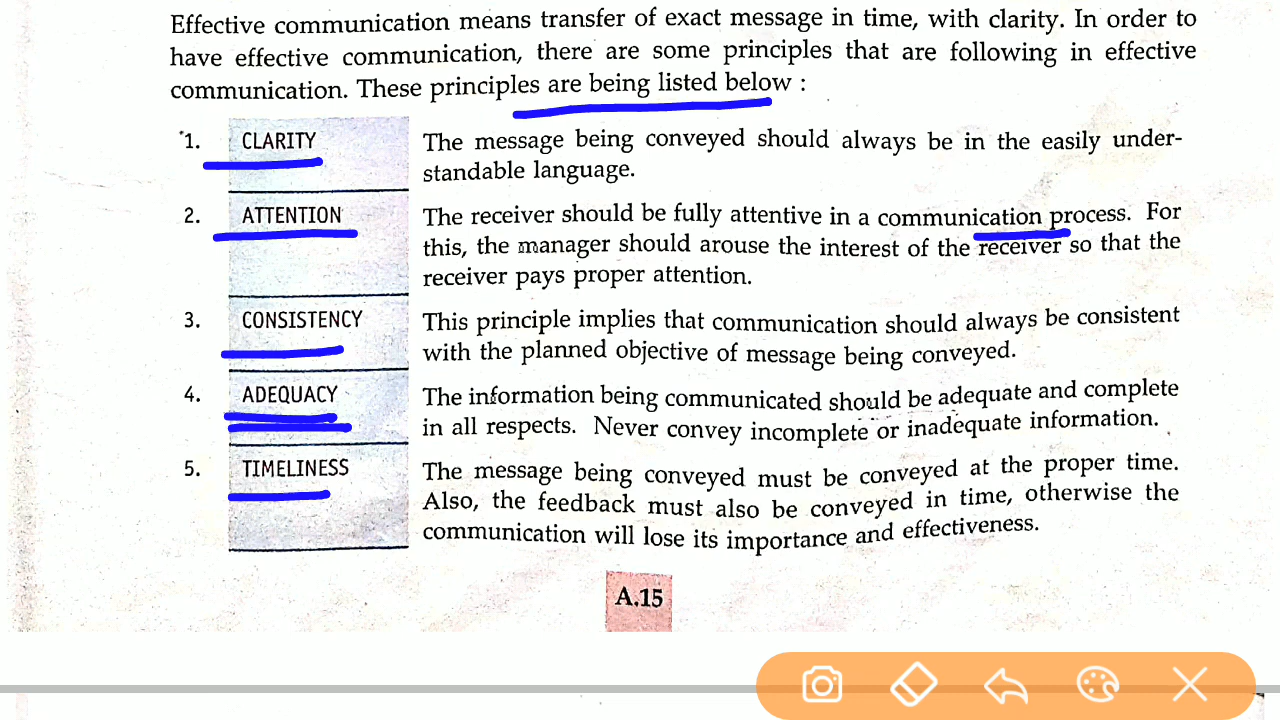 Effective communication means transfer of exact message in time, with clarity. In order to
have effective communication, there are some principles that are following in effective
communication. These principles are being listed below :
1. CLARITY The message being conveyed should always be in the easily under-
standable language.
2. ATTENTION The receiver should be fully attentive in a communication process. For
this, the manager should arouse the interest of the receiver so that the
receiver pays proper attention.
3. CONSISTENCY This principle implies that communication should always be consistent
with the planned objective of message being conveyed.
4. ADEQUACY The information being communicated should be adequate and complete
in all respects. Never convey incomplete or inadequate information.
5. TIMELINESS The message being conveyed must be conveyed at the proper time.
Also, the feedback must also be conveyed in time, otherwise the
communication will lose its importance and effectiveness.
A.15